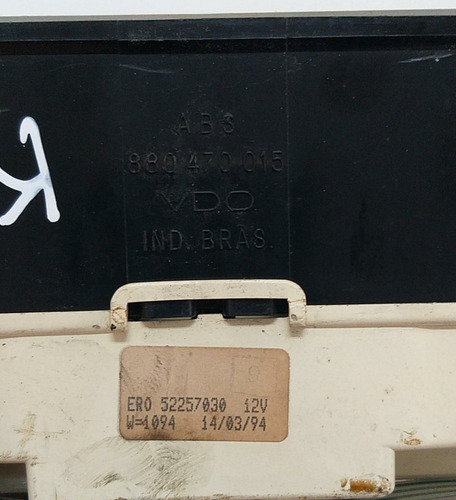 ABS
880 470 015
VDO
IND. BRAS.
K
ERO 52257030 12V
W=1094 14/03/94